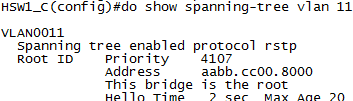 HSW1_C(config)#do show spanning-tree vlan 11
VLAN0011
Spanning tree enabled protocol rstp
Root ID Priority 4107
Address aabb.cc00.8000
This bridge is the root
Hello Time 2 sec Max Age 20